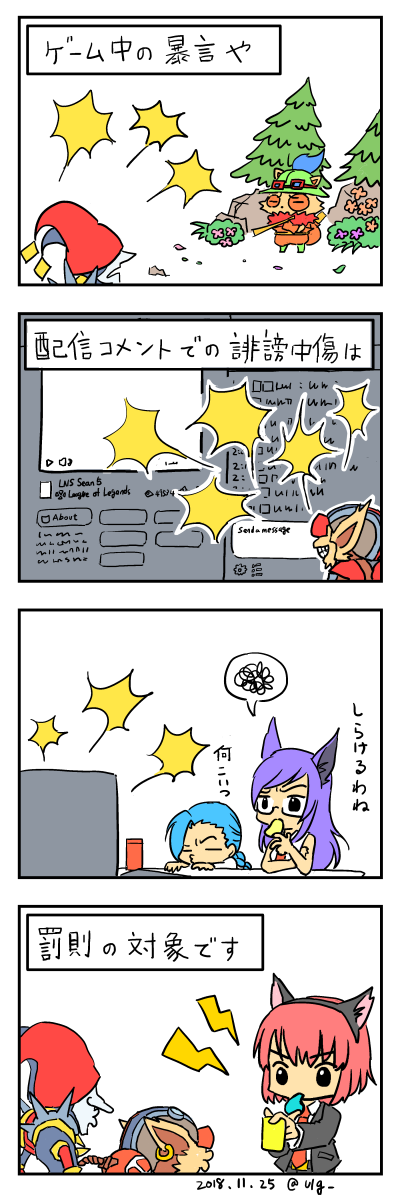 ゲーム中の暴言や
配信コメントでの誹謗中傷は
LNS Sean15
League of Legends
About
Send a message
しらけるわね
何こいつ
罰則の対象です
2018.11.25 @ulg_